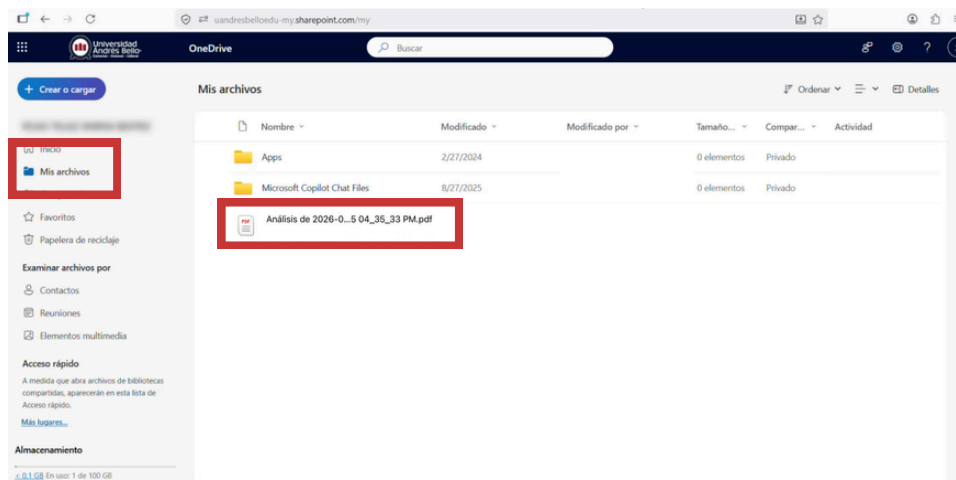 uandresbelloedu-my.sharepoint.com/my
Universidad
Andrés Bello
OneDrive
Buscar
?
+ Crear o cargar
Mis archivos
Ordenar
Detalles
Nombre
Modificado
Modificado por
Tamaño...
Compar...
Actividad
Inicio
Mis archivos
Apps
2/27/2024
0 elementos
Privado
Microsoft Copilot Chat Files
8/27/2025
0 elementos
Privado
PDF
Análisis de 2026-0...5 04_35_33 PM.pdf
Favoritos
Papelera de reciclaje
Examinar archivos por
Contactos
Reuniones
Elementos multimedia
Acceso rápido
A medida que abra archivos de bibliotecas
compartidas, aparecerán en esta lista de
Acceso rápido.
Más lugares...
Almacenamiento
< 0.1 GB En uso: 1 de 100 GB